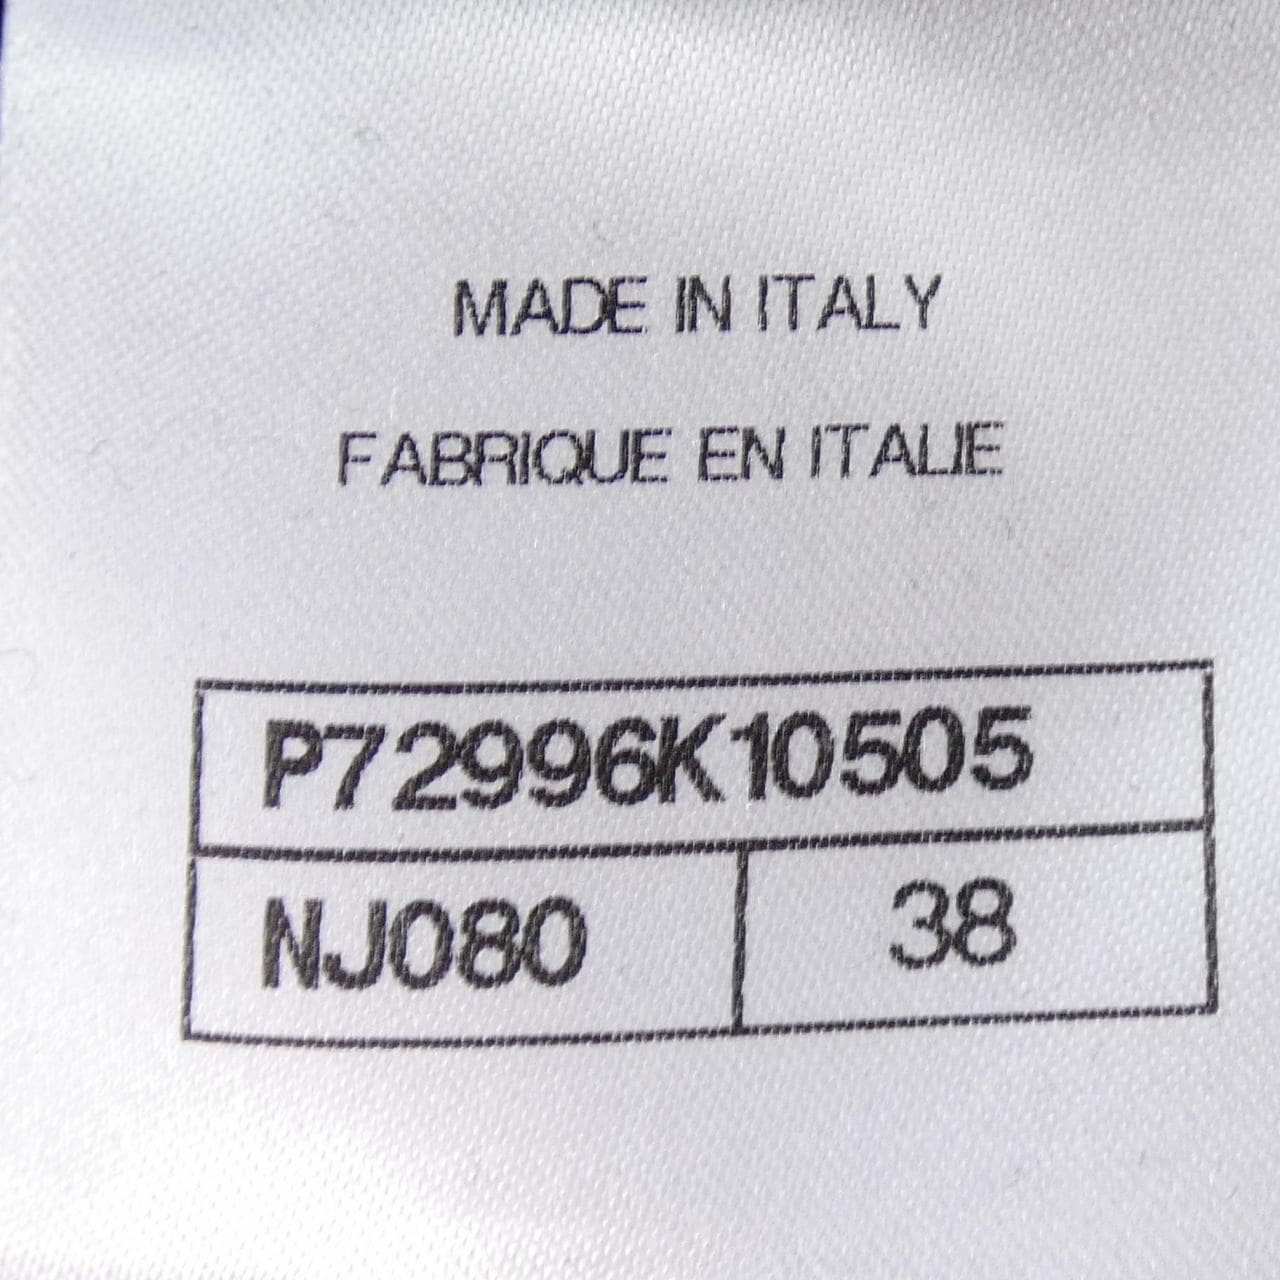 MADE IN ITALY
FABRIQUE EN ITALIE
P72996K10505
NJ080 38